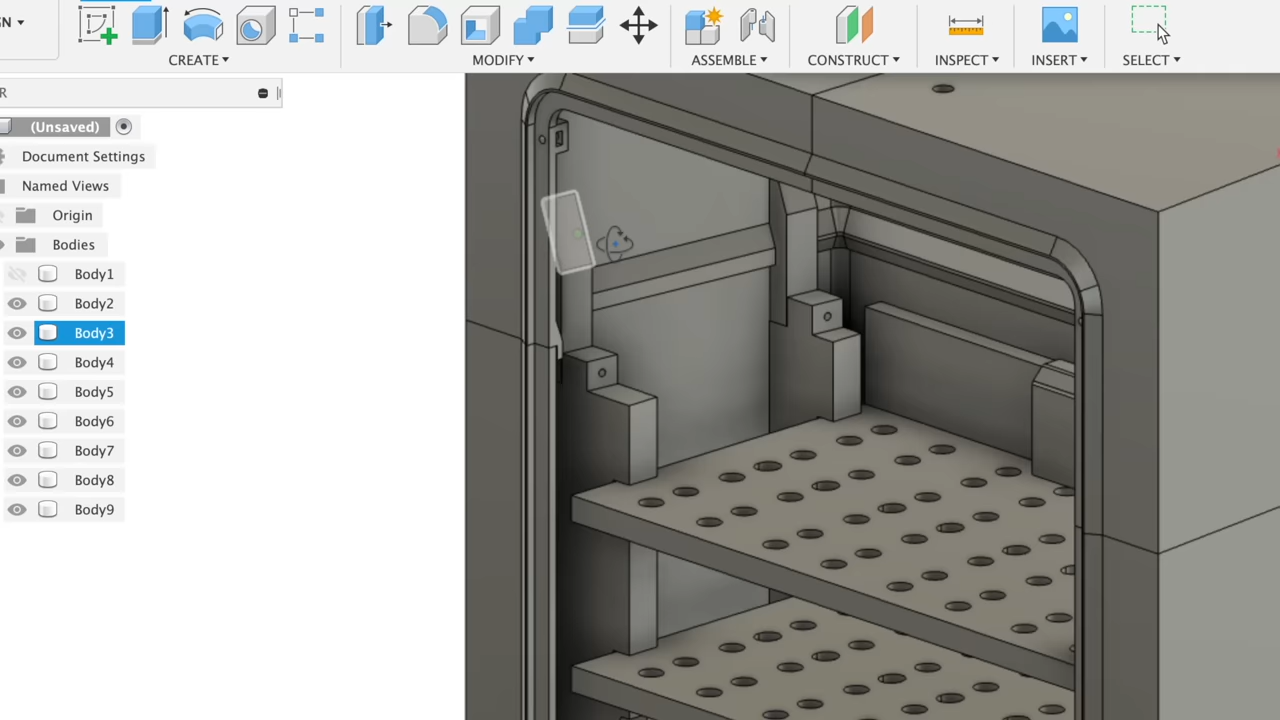 GN ▾
CREATE ▾
MODIFY ▾
ASSEMBLE ▾
CONSTRUCT ▾
INSPECT ▾
INSERT ▾
SELECT ▾
R
(Unsaved)
Document Settings
Named Views
Origin
Bodies
Body1
Body2
Body3
Body4
Body5
Body6
Body7
Body8
Body9